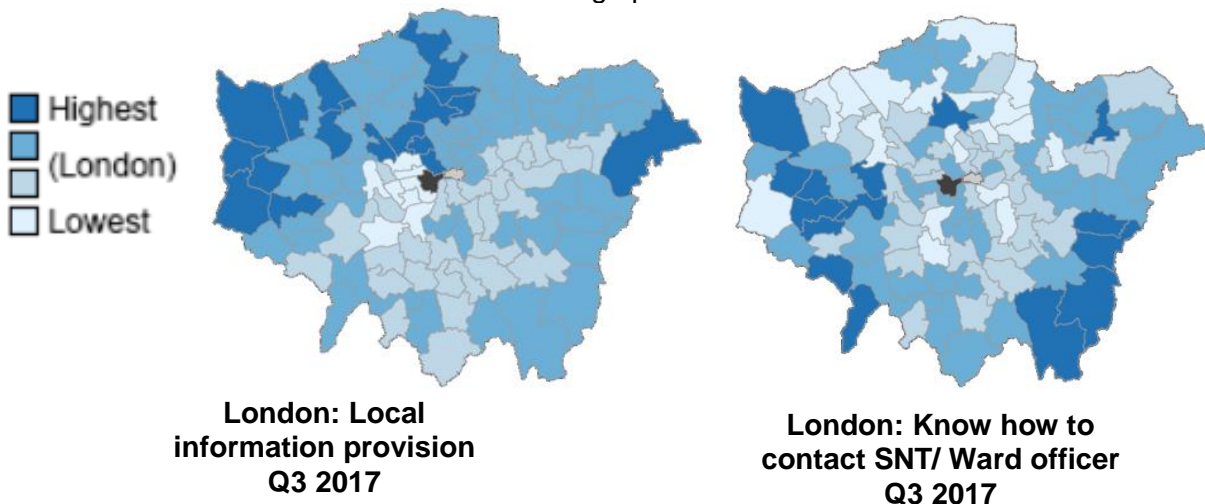 Highest
(London)
Lowest
London: Local
information provision
Q3 2017
London: Know how to
contact SNT/ Ward officer
Q3 2017